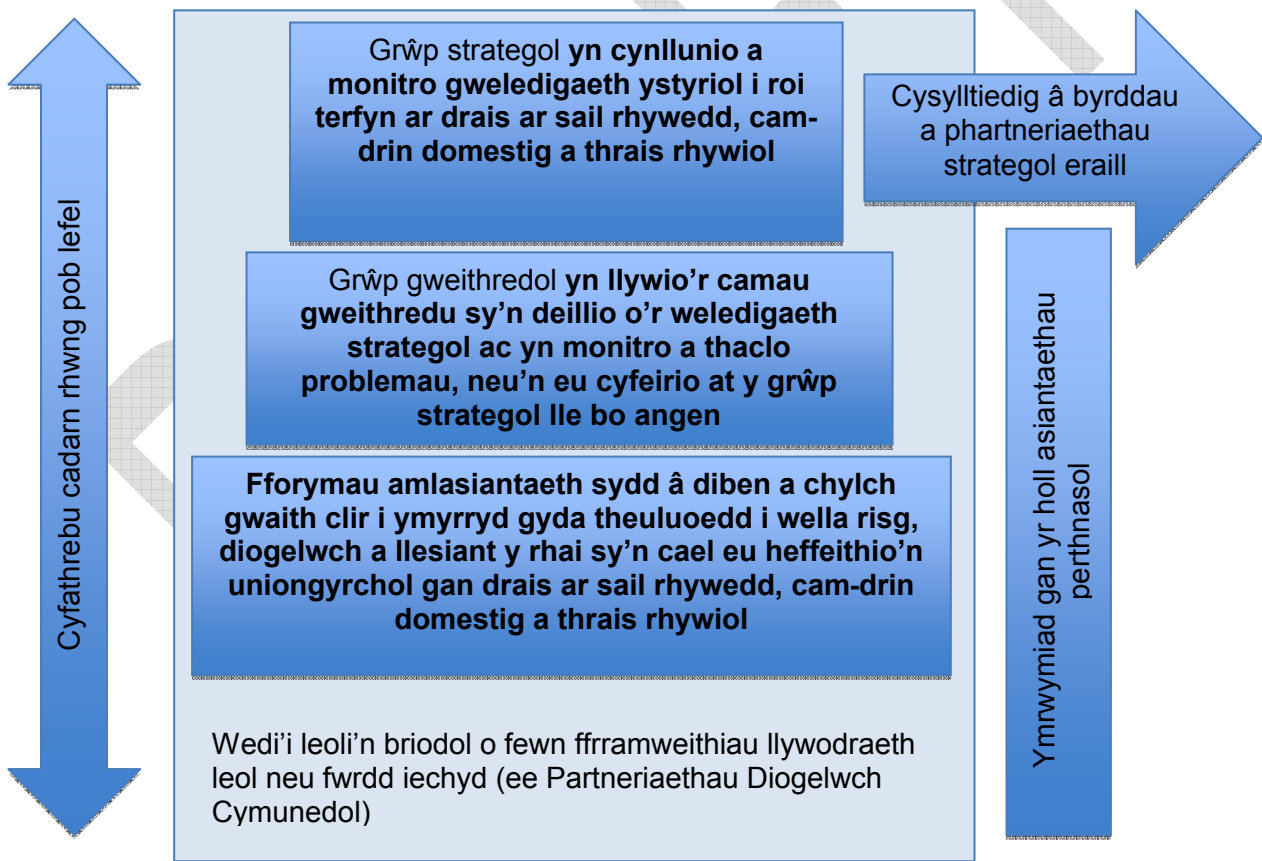 Grŵp strategol yn cynllunio a
monitro gweledigaeth ystyriol i roi
terfyn ar drais ar sail rhywedd, cam-
drin domestig a thrais rhywiol
Cysylltiedig â byrddau
a phartneriaethau
strategol eraill
Cyfathrebu cadarn rhwng pob lefel
Grŵp gweithredol yn llywio’r camau
gweithredu sy’n deillio o’r weledigaeth
strategol ac yn monitro a thaclo
problemau, neu’n eu cyfeirio at y grŵp
strategol lle bo angen
Ymrwymiad gan yr holl asiantaethau
perthnasol
Fforymau amlasiantaeth sydd â diben a chylch
gwaith clir i ymyrryd gyda theuluoedd i wella risg,
diogelwch a llesiant y rhai sy’n cael eu heffeithio’n
uniongyrchol gan drais ar sail rhywedd, cam-drin
domestig a thrais rhywiol
Wedi’i leoli’n briodol o fewn ffrramweithiau llywodraeth
leol neu fwrdd iechyd (ee Partneriaethau Diogelwch
Cymunedol)